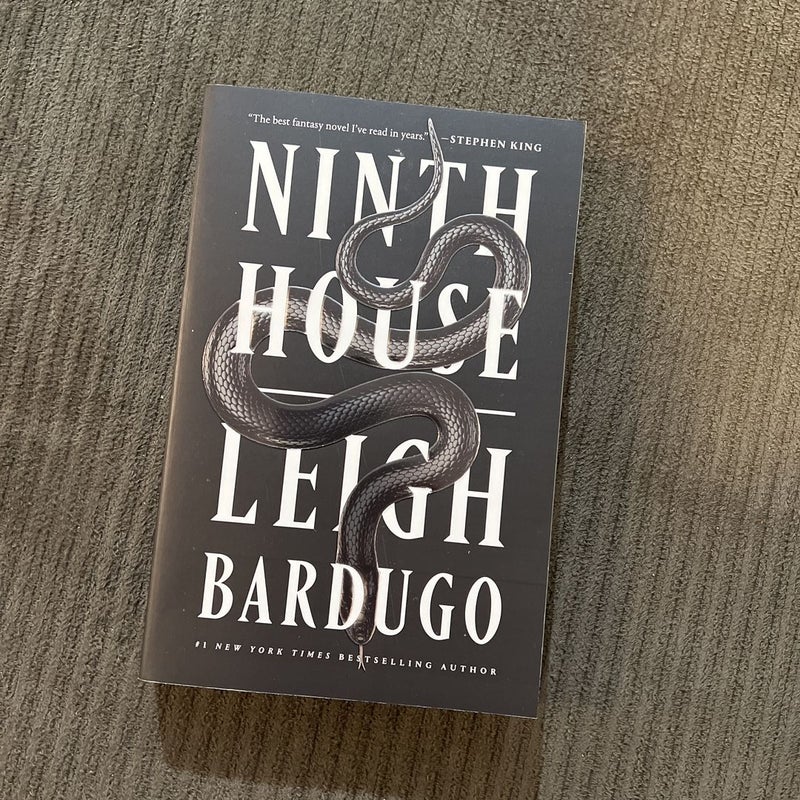 "The best fantasy novel I've read in years." —STEPHEN KING
NINTH
HOUSE
LEIGH
BARDUGO
#1 NEW YORK TIMES BESTSELLING AUTHOR